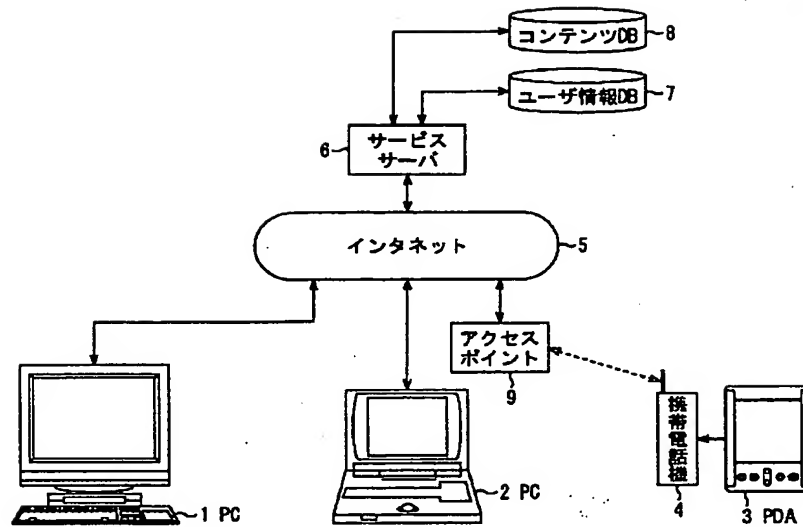 コンテンツDB 8
ユーザ情報DB 7
6 サービス
サーバ
インタネット 5
アクセス
ポイント
9
携帯電話機
4
1 PC
2 PC
3 PDA